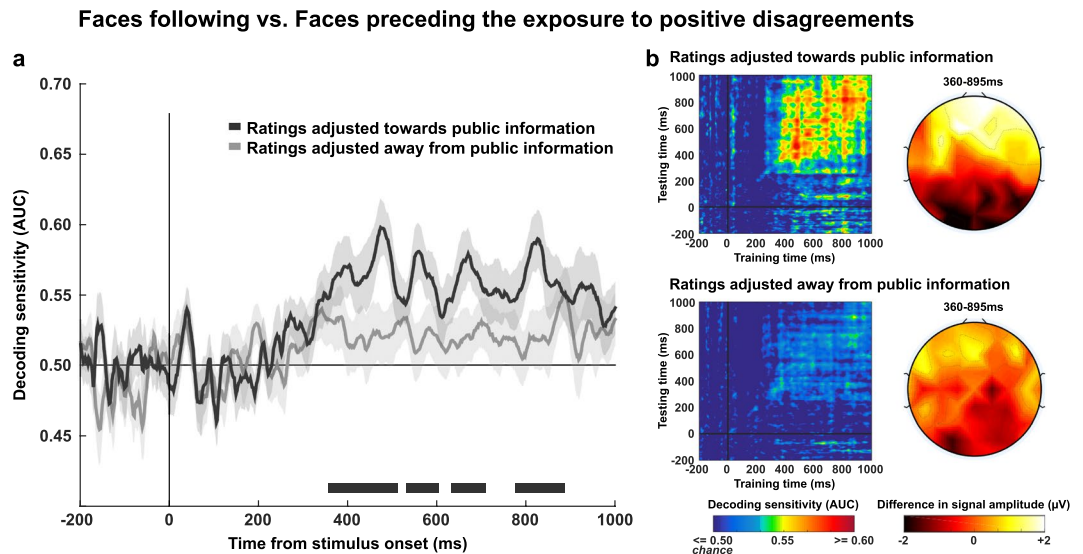 Faces following vs. Faces preceding the exposure to positive disagreements
a
0.70
0.65
0.60
0.55
0.50
0.45
Decoding sensitivity (AUC)
Ratings adjusted towards public information
Ratings adjusted away from public information
-200 0 200 400 600 800 1000
Time from stimulus onset (ms)
b Ratings adjusted towards public information
1000
800
600
400
200
0
-200
Testing time (ms)
-200 0 200 400 600 800 1000
Training time (ms)
360-895ms
Ratings adjusted away from public information
1000
800
600
400
200
0
-200
Testing time (ms)
-200 0 200 400 600 800 1000
Training time (ms)
360-895ms
Decoding sensitivity (AUC)
<= 0.50 0.55 >= 0.60
chance
Difference in signal amplitude (µV)
-2 0 +2